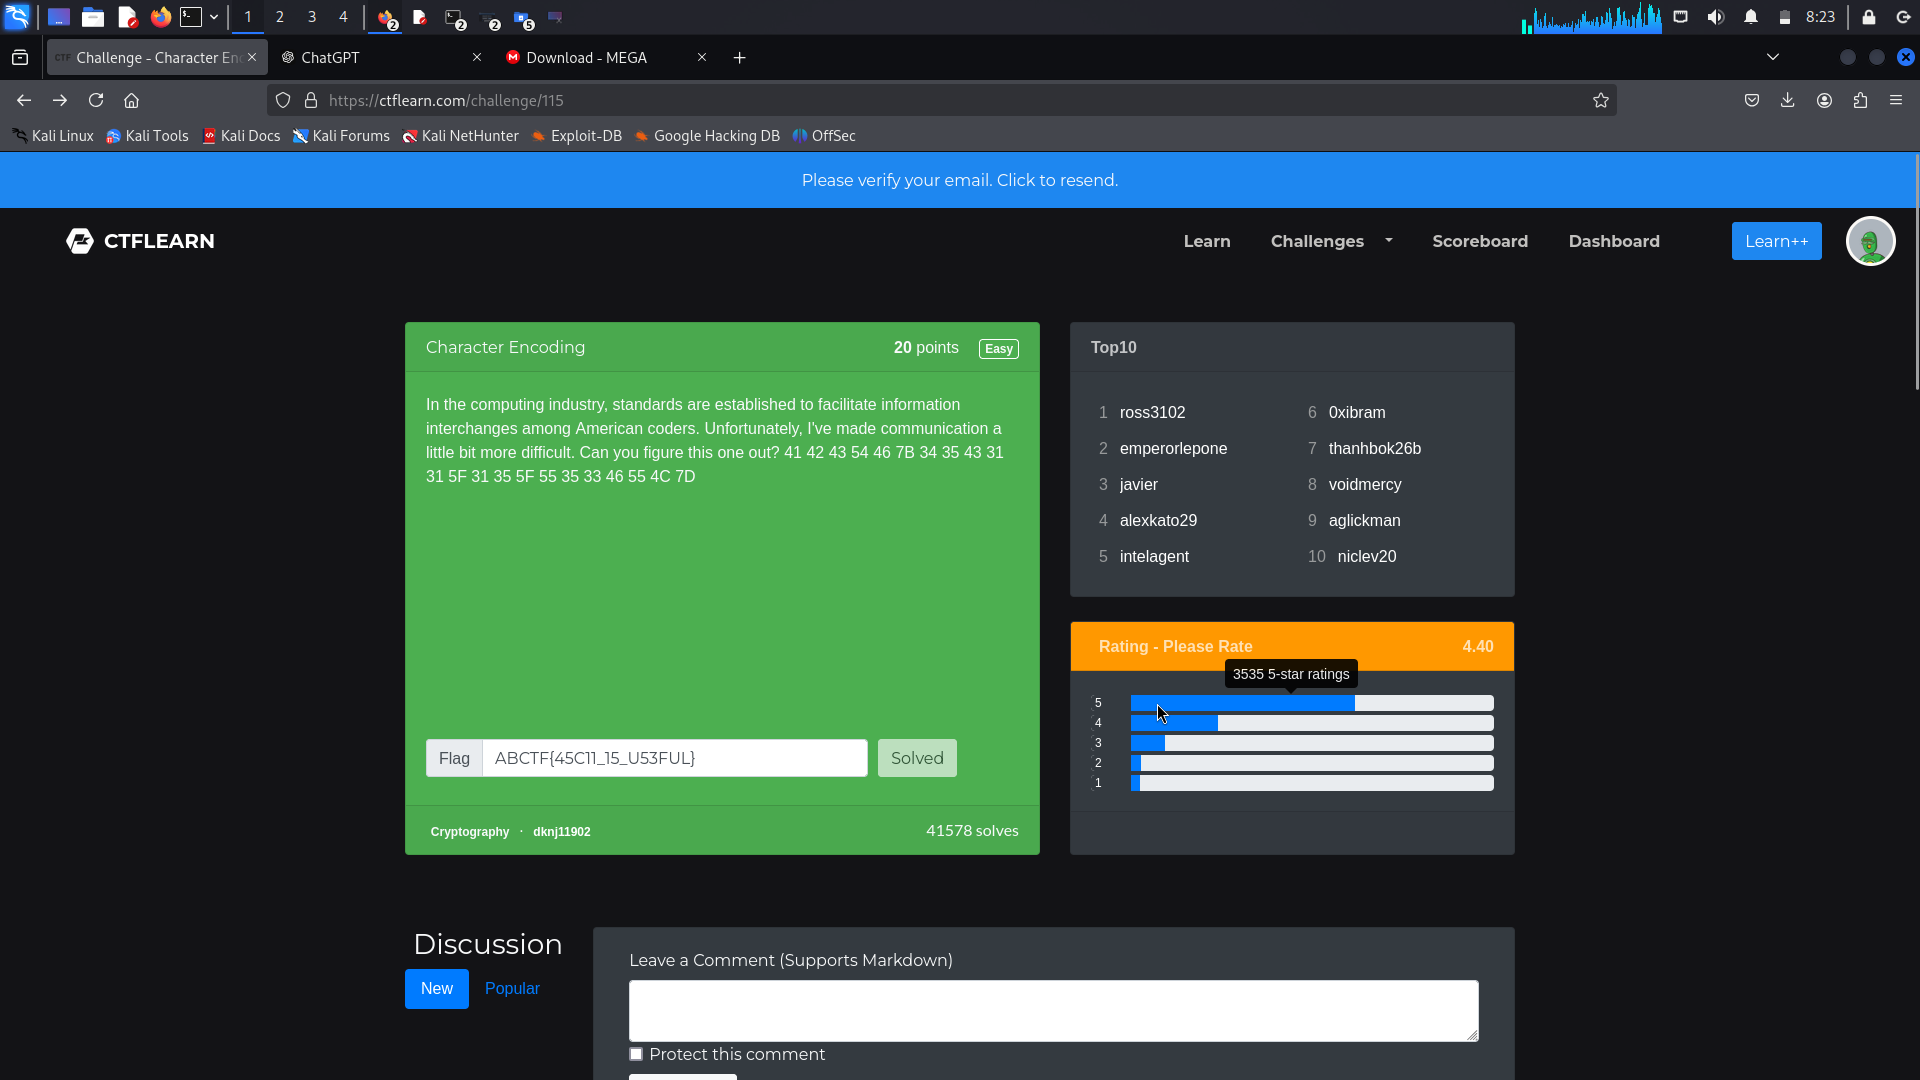 1 2 3 4 2 2 2 5 8:23
CTF Challenge - Character En ChatGPT Download - MEGA
https://ctflearn.com/challenge/115
Kali Linux Kali Tools Kali Docs Kali Forums Kali NetHunter Exploit-DB Google Hacking DB OffSec
Please verify your email. Click to resend.
CTFLEARN Learn Challenges Scoreboard Dashboard Learn++
Character Encoding 20 points Easy
In the computing industry, standards are established to facilitate information
interchanges among American coders. Unfortunately, I've made communication a
little bit more difficult. Can you figure this one out? 41 42 43 54 46 7B 34 35 43 31
31 5F 31 35 5F 55 35 33 46 55 4C 7D
Flag ABCTF{45C11_15_U53FUL} Solved
Cryptography · dknj11902 41578 solves
Top10
1 ross3102 6 0xibram
2 emperorlepone 7 thanhbok26b
3 javier 8 voidmercy
4 alexkato29 9 aglickman
5 intelagent 10 niclev20
Rating - Please Rate 4.40
3535 5-star ratings
5
4
3
2
1
Discussion
New Popular
Leave a Comment (Supports Markdown)
Protect this comment